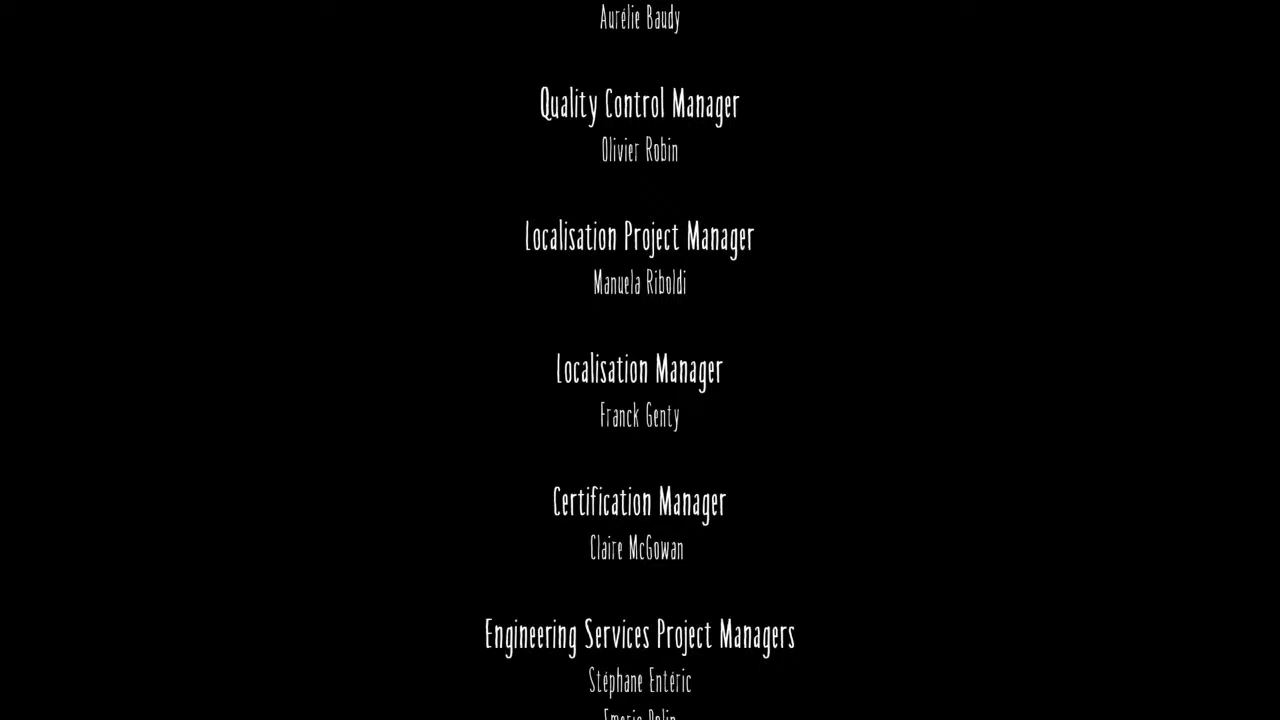 Aurélie Baudy
Quality Control Manager
Olivier Robin
Localisation Project Manager
Manuela Riboldi
Localisation Manager
Franck Genty
Certification Manager
Claire McGowan
Engineering Services Project Managers
Stéphane Entéric